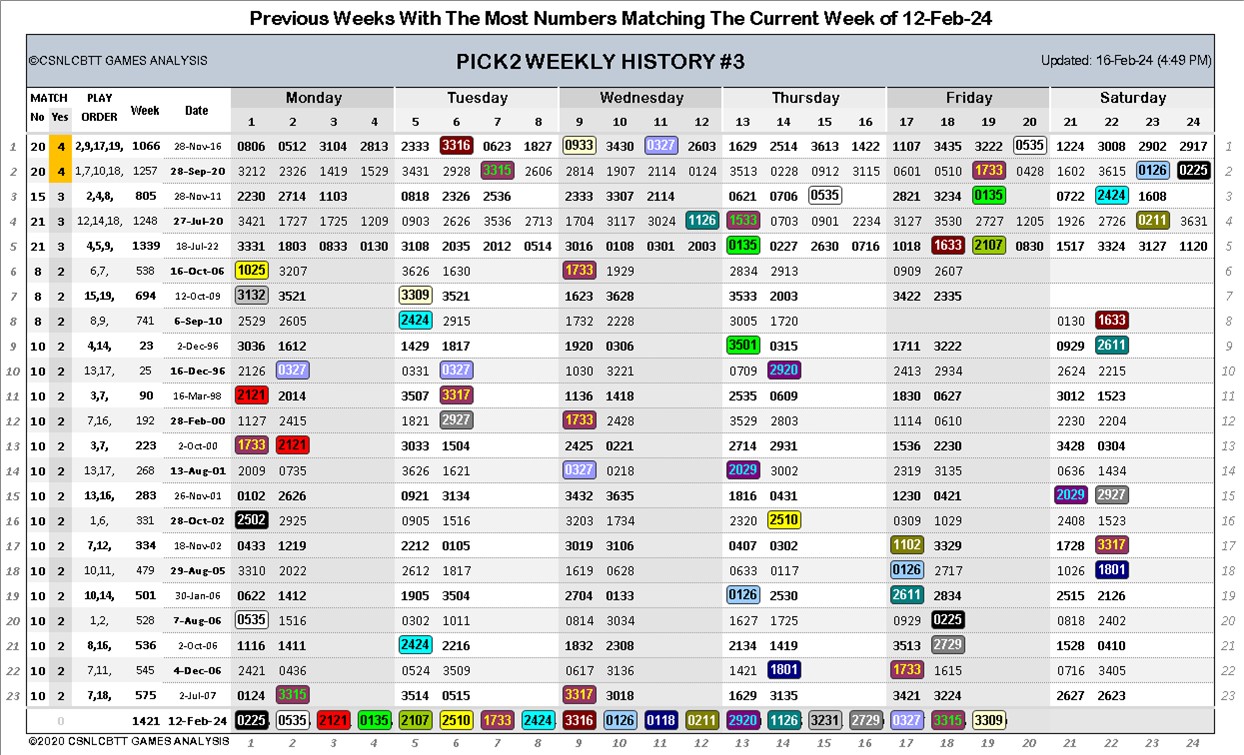 Previous Weeks With The Most Numbers Matching The Current Week of 12-Feb-24
©CSNLCBTT GAMES ANALYSIS PICK2 WEEKLY HISTORY #3 Updated: 16-Feb-24 (4:49 PM)
MATCH PLAY Week Date Monday Tuesday Wednesday Thursday Friday Saturday
No Yes ORDER 1 2 3 4 5 6 7 8 9 10 11 12 13 14 15 16 17 18 19 20 21 22 23 24
1 20 4 2,9,17,19, 1066 28-Nov-16 0806 0512 3104 2813 2333 3316 0623 1827 0933 3430 0327 2603 1629 2514 3613 1422 1107 3435 3222 0535 1224 3008 2902 2917 1
2 20 4 1,7,10,18, 1257 28-Sep-20 3212 2326 1419 1529 3431 2928 3315 2606 2814 1907 2114 0124 3513 0228 0912 3115 0601 0510 1733 0428 1602 3615 0126 0225 2
3 15 3 2,4,8, 805 28-Nov-11 2230 2714 1103 0818 2326 2536 2333 3307 2114 0621 0706 0535 2821 3234 0135 0722 2424 1608 3
4 21 3 12,14,18, 1248 27-Jul-20 3421 1727 1725 1209 0903 2626 3536 2713 1704 3117 3024 1126 1533 0703 0901 2234 3127 3530 2727 1205 1926 2726 0211 3631 4
5 21 3 4,5,9, 1339 18-Jul-22 3331 1803 0833 0130 3108 2035 2012 0514 3016 0108 0301 2003 0135 0227 2630 0716 1018 1633 2107 0830 1517 3324 3127 1120 5
6 8 2 6,7, 538 16-Oct-06 1025 3207 3626 1630 1733 1929 2834 2913 0909 2607 6
7 8 2 15,19, 694 12-Oct-09 3132 3521 3309 3521 1623 3628 3533 2003 3422 2335 7
8 8 2 8,9, 741 6-Sep-10 2529 2605 2424 2915 1732 2228 3005 1720 0130 1633 8
9 10 2 4,14, 23 2-Dec-96 3036 1612 1429 1817 1920 0306 3501 0315 1711 3222 0929 2611 9
10 10 2 13,17, 25 16-Dec-96 2126 0327 0331 0327 1030 3221 0709 2920 2413 2934 2624 2215 10
11 10 2 3,7, 90 16-Mar-98 2121 2014 3507 3317 1136 1418 2535 0609 1830 0627 3012 1523 11
12 10 2 7,16, 192 28-Feb-00 1127 2415 1821 2927 1733 2428 3529 2803 1114 0610 2230 2204 12
13 10 2 3,7, 223 2-Oct-00 1733 2121 3033 1504 2425 0221 2714 2931 1536 2230 3428 0304 13
14 10 2 13,17, 268 13-Aug-01 2009 0735 3626 1621 0327 0218 2029 3002 2319 3135 0636 1434 14
15 10 2 13,16, 283 26-Nov-01 0102 2626 0921 3134 3432 3635 1816 0431 1230 0421 2029 2927 15
16 10 2 1,6, 331 28-Oct-02 2502 2925 0905 1516 3203 1734 2320 2510 0309 1029 2408 1523 16
17 10 2 7,12, 334 18-Nov-02 0433 1219 2212 0105 3019 3106 0407 0302 1102 3329 1728 3317 17
18 10 2 10,11, 479 29-Aug-05 3310 2022 2612 1817 1619 0628 0633 0117 0126 2717 1026 1801 18
19 10 2 10,14, 501 30-Jan-06 0622 1412 1905 3504 2704 0133 0126 2530 2611 2834 2515 2126 19
20 10 2 1,2, 528 7-Aug-06 0535 1516 0302 1011 0814 3034 1627 1725 0949 0225 0818 2402 20
21 10 2 8,16, 536 2-Oct-06 1116 1411 2424 2216 1832 2308 2134 1419 3513 2729 1528 0410 21
22 10 2 7,11, 545 4-Dec-06 2421 0436 0524 3509 0617 3136 1421 1801 1733 1615 0716 3405 22
23 10 2 7,18, 575 2-Jul-07 0124 3315 3514 0515 3317 3018 1629 3135 3421 3224 2627 2623 23
0 1421 12-Feb-24 0225 0535 2121 0135 2107 2510 1733 2424 3316 0126 0118 0211 2920 1126 3231 2729 0327 3315 3309
©2020 CSNLCBTT GAMES ANALYSIS 1 2 3 4 5 6 7 8 9 10 11 12 13 14 15 16 17 18 19 20 21 22 23 24